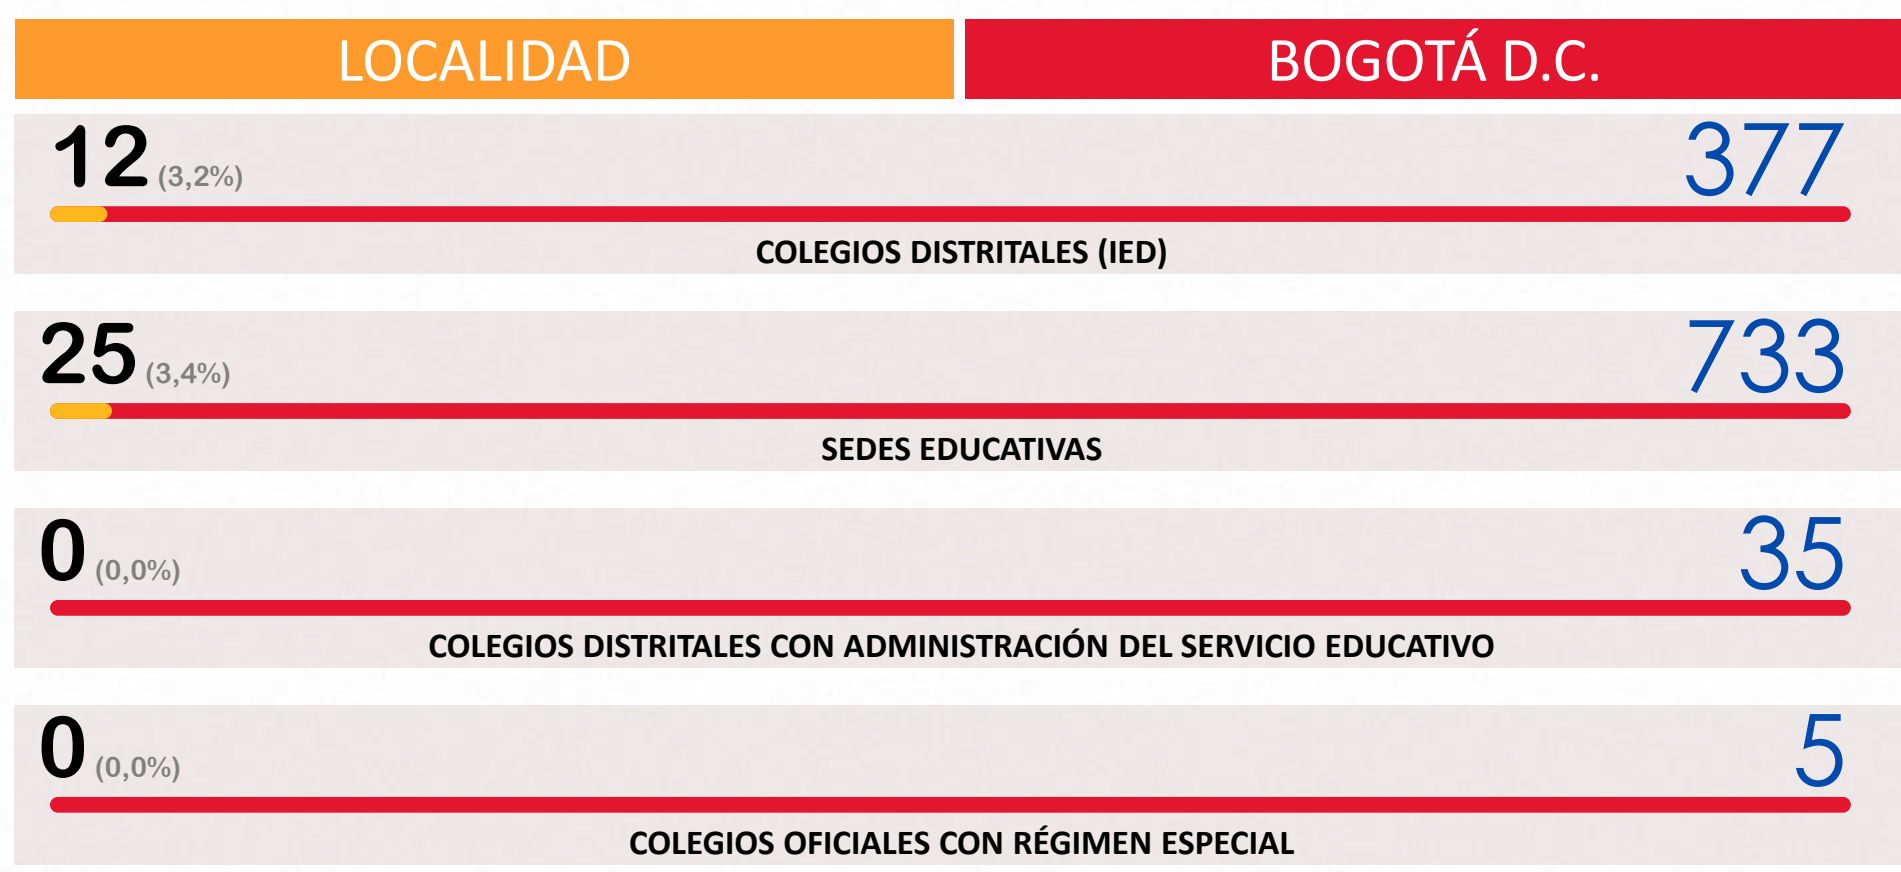 LOCALIDAD
BOGOTÁ D.C.
12 (3,2%)
377
COLEGIOS DISTRITALES (IED)
25 (3,4%)
733
SEDES EDUCATIVAS
0 (0,0%)
35
COLEGIOS DISTRITALES CON ADMINISTRACIÓN DEL SERVICIO EDUCATIVO
0 (0,0%)
5
COLEGIOS OFICIALES CON RÉGIMEN ESPECIAL